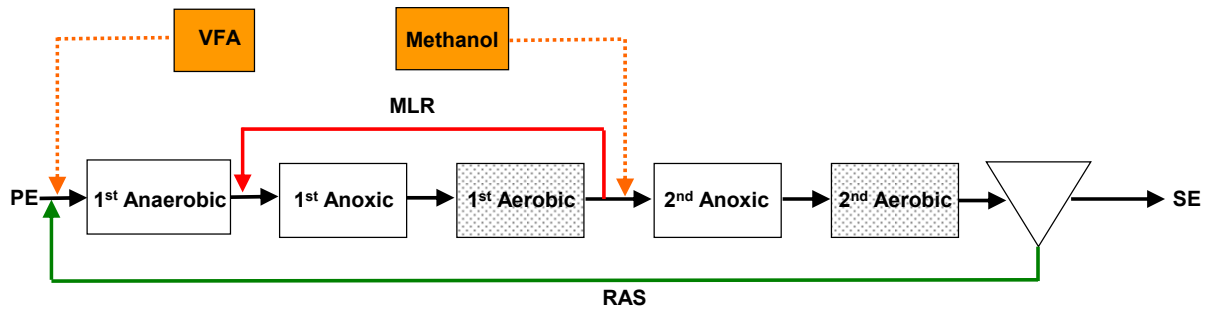 VFA
Methanol
MLR
PE
1st Anaerobic
1st Anoxic
1st Aerobic
2nd Anoxic
2nd Aerobic
SE
RAS